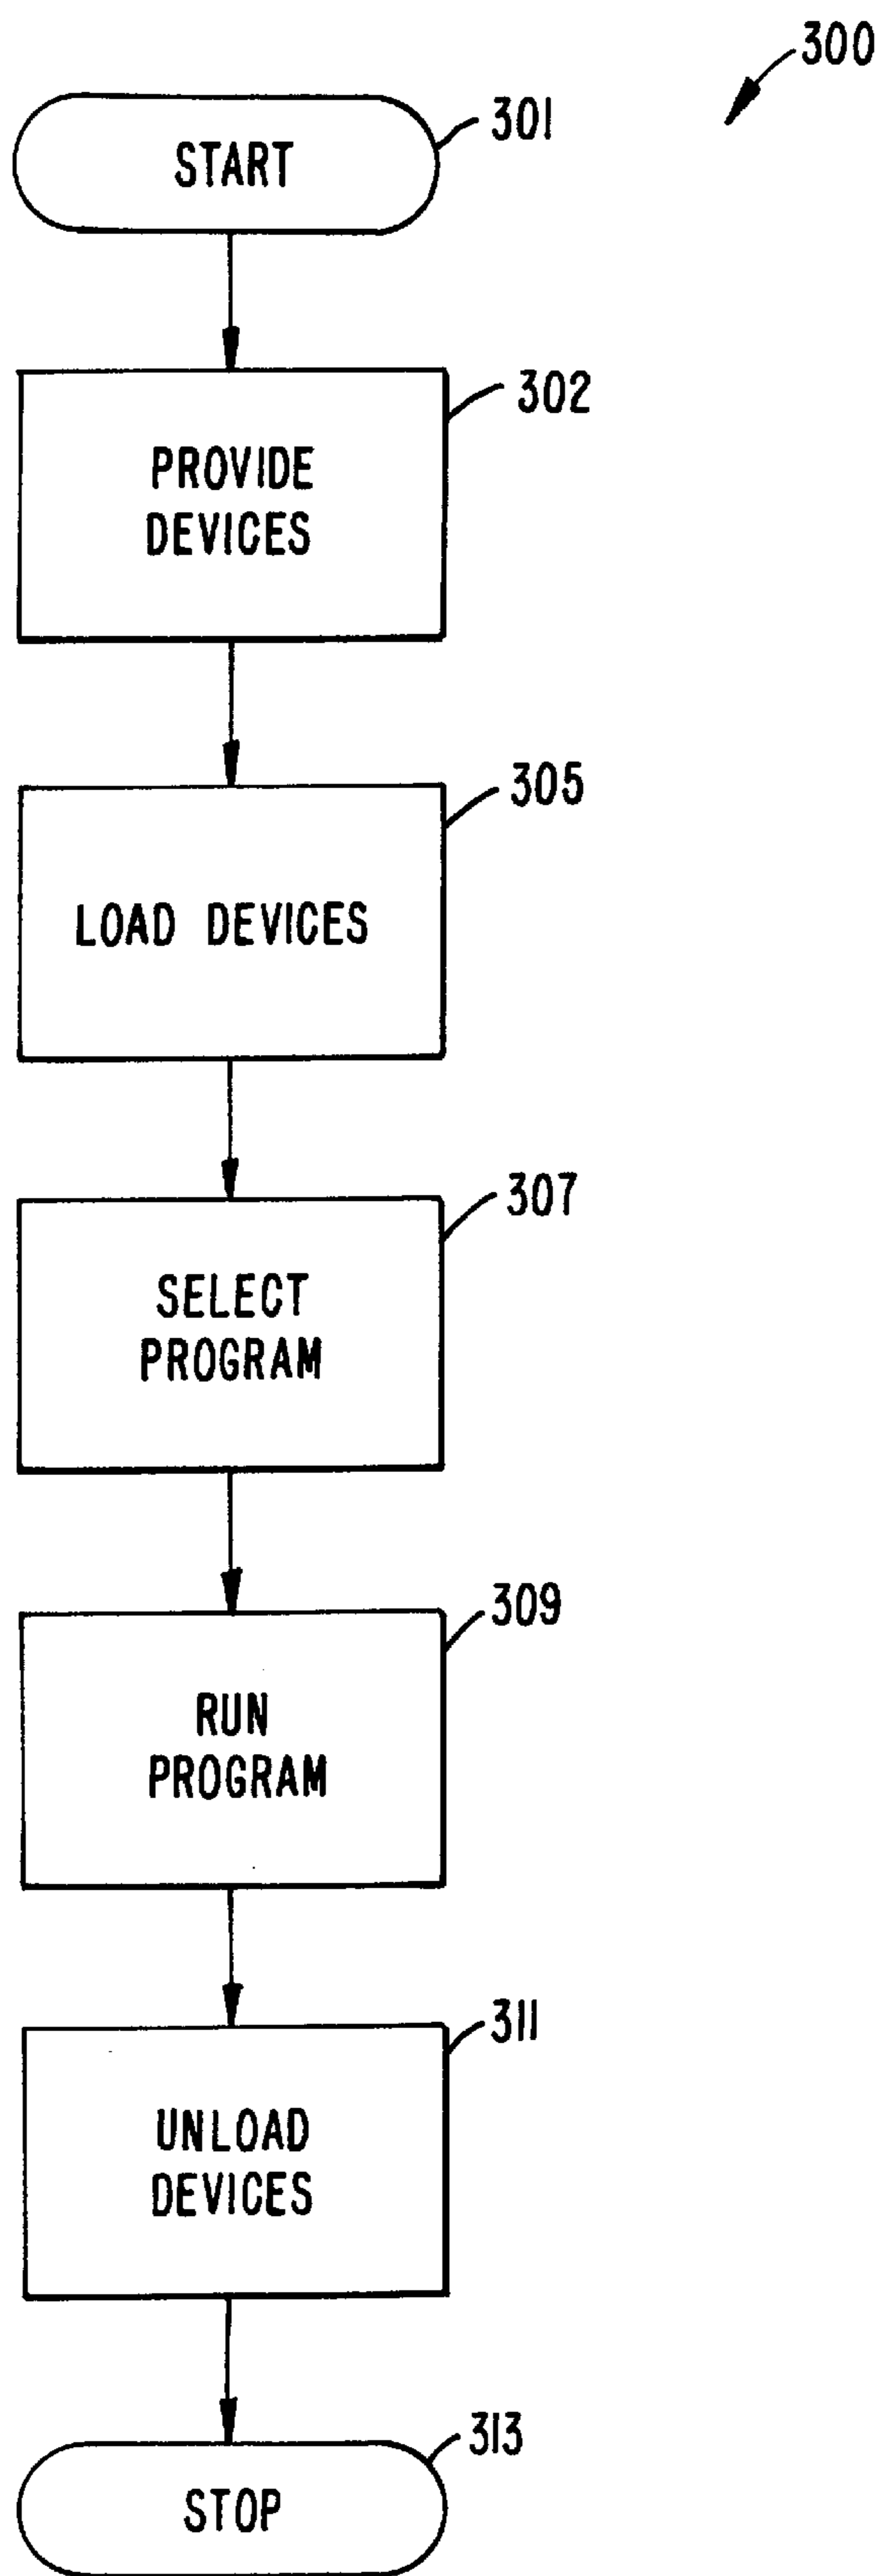 300
301
START
302
PROVIDE
DEVICES
305
LOAD DEVICES
307
SELECT
PROGRAM
309
RUN
PROGRAM
311
UNLOAD
DEVICES
313
STOP